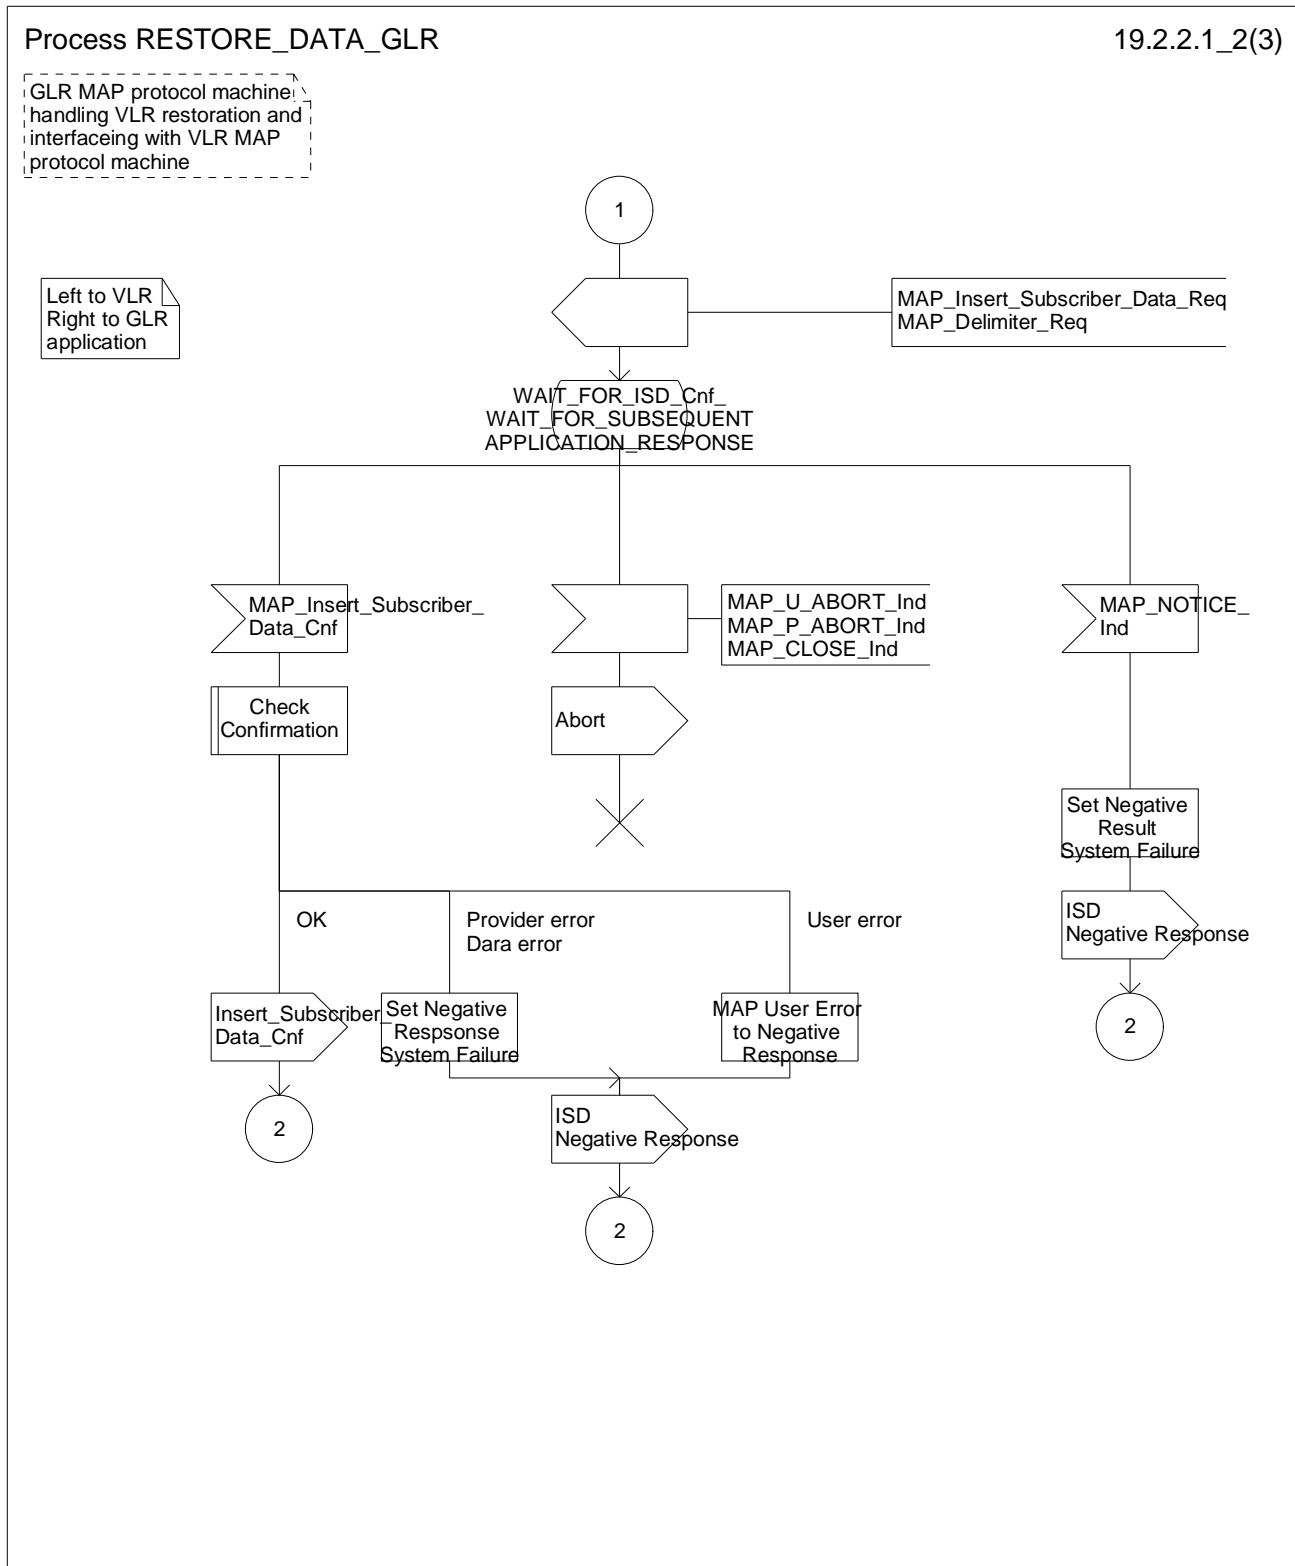 Process RESTORE_DATA_GLR
19.2.2.1_2(3)
GLR MAP protocol machine
handling VLR restoration and
interfaceing with VLR MAP
protocol machine
1
Left to VLR
Right to GLR
application
MAP_Insert_Subscriber_Data_Req
MAP_Delimiter_Req
WAIT_FOR_ISD_Cnf_
WAIT_FOR_SUBSEQUENT
APPLICATION_RESPONSE
MAP_Insert_Subscriber_
Data_Cnf
MAP_U_ABORT_Ind
MAP_P_ABORT_Ind
MAP_CLOSE_Ind
MAP_NOTICE_
Ind
Check
Confirmation
Abort
Set Negative
Result
System Failure
OK
Provider error
Dara error
User error
ISD
Negative Response
Insert_Subscriber_
Data_Cnf
Set Negative
Respsonse
System Failure
MAP User Error
to Negative
Response
2
2
ISD
Negative Response
2